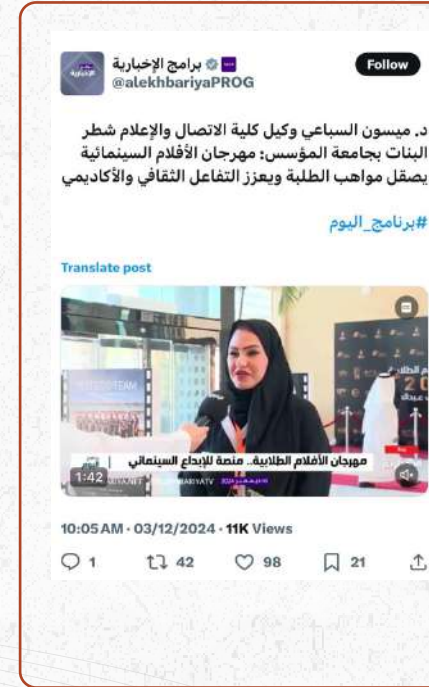 برامج الإخبارية
@alekhbariyaPROG
Follow
د. ميسون السباعي وكيل كلية الاتصال والإعلام شطر
البنات بجامعة المؤسس: مهرجان الأفلام السينمائية
يصقل مواهب الطلبة ويعزز التفاعل الثقافي والأكاديمي
#برنامج_اليوم
Translate post
مهرجان الأفلام الطلابية.. منصة للإبداع السينمائي
اليوم
1:42
10:05 AM · 03/12/2024 · 11K Views
1
42
98
21